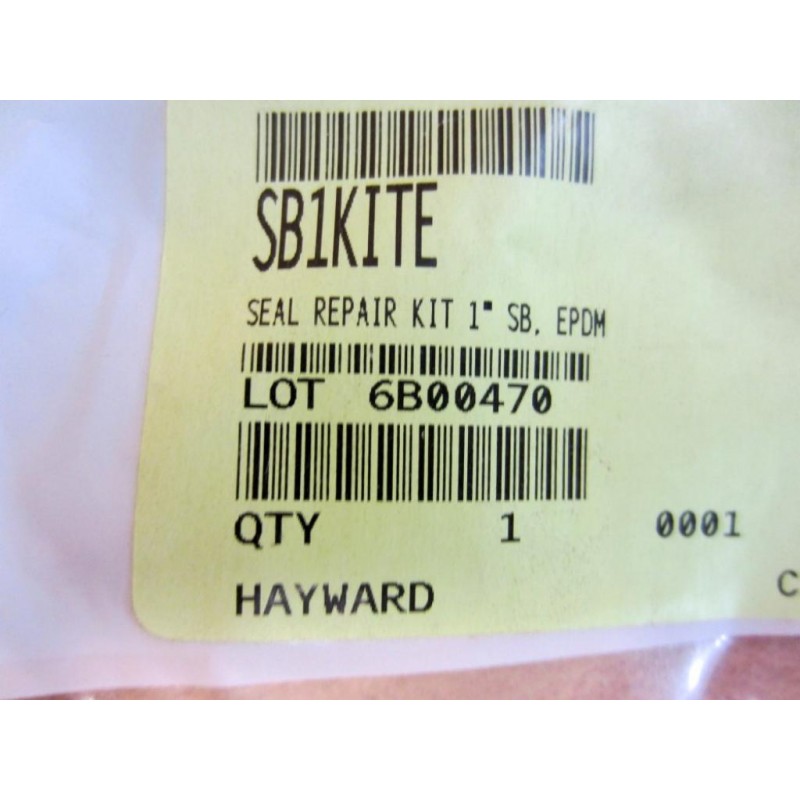 SB1KITE
SEAL REPAIR KIT 1" SB, EPDM
LOT 6B00470
QTY 1 0001
HAYWARD C